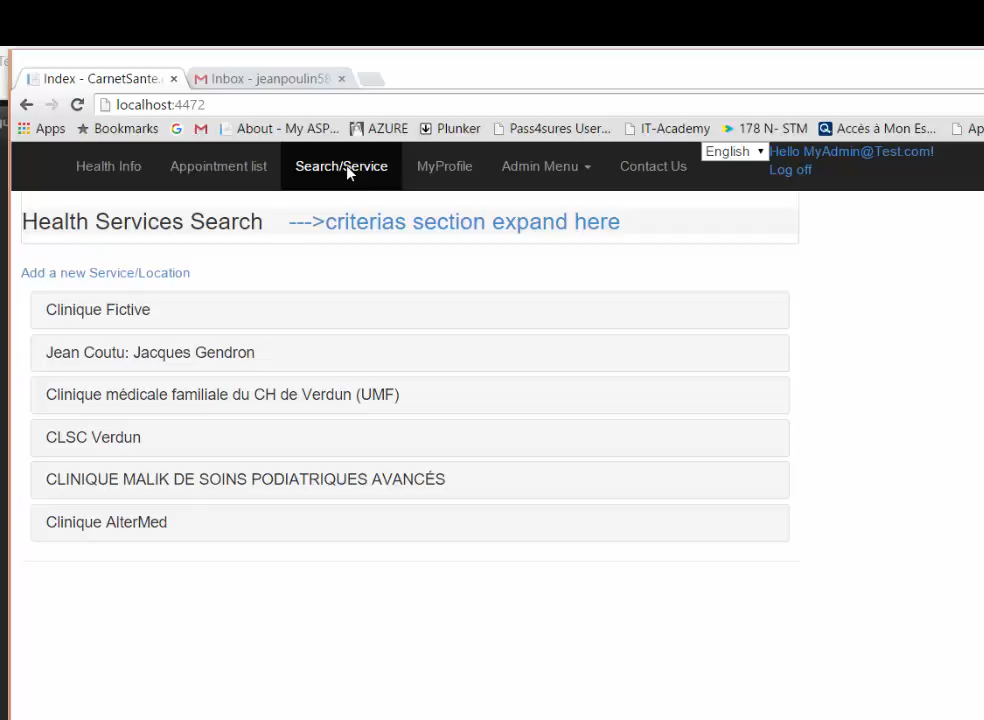 Index - CarnetSante.
Inbox - jeanpoulin58
localhost:4472
Apps Bookmarks About - My ASP... AZURE Plunker Pass4sures User... IT-Academy 178 N- STM Accès à Mon Es... Ap
Health Info Appointment list Search/Service MyProfile Admin Menu Contact Us English Hello MyAdmin@Test.com!
Log off
Health Services Search --->criterias section expand here
Add a new Service/Location
Clinique Fictive
Jean Coutu: Jacques Gendron
Clinique médicale familiale du CH de Verdun (UMF)
CLSC Verdun
CLINIQUE MALIK DE SOINS PODIATRIQUES AVANCÉS
Clinique AlterMed